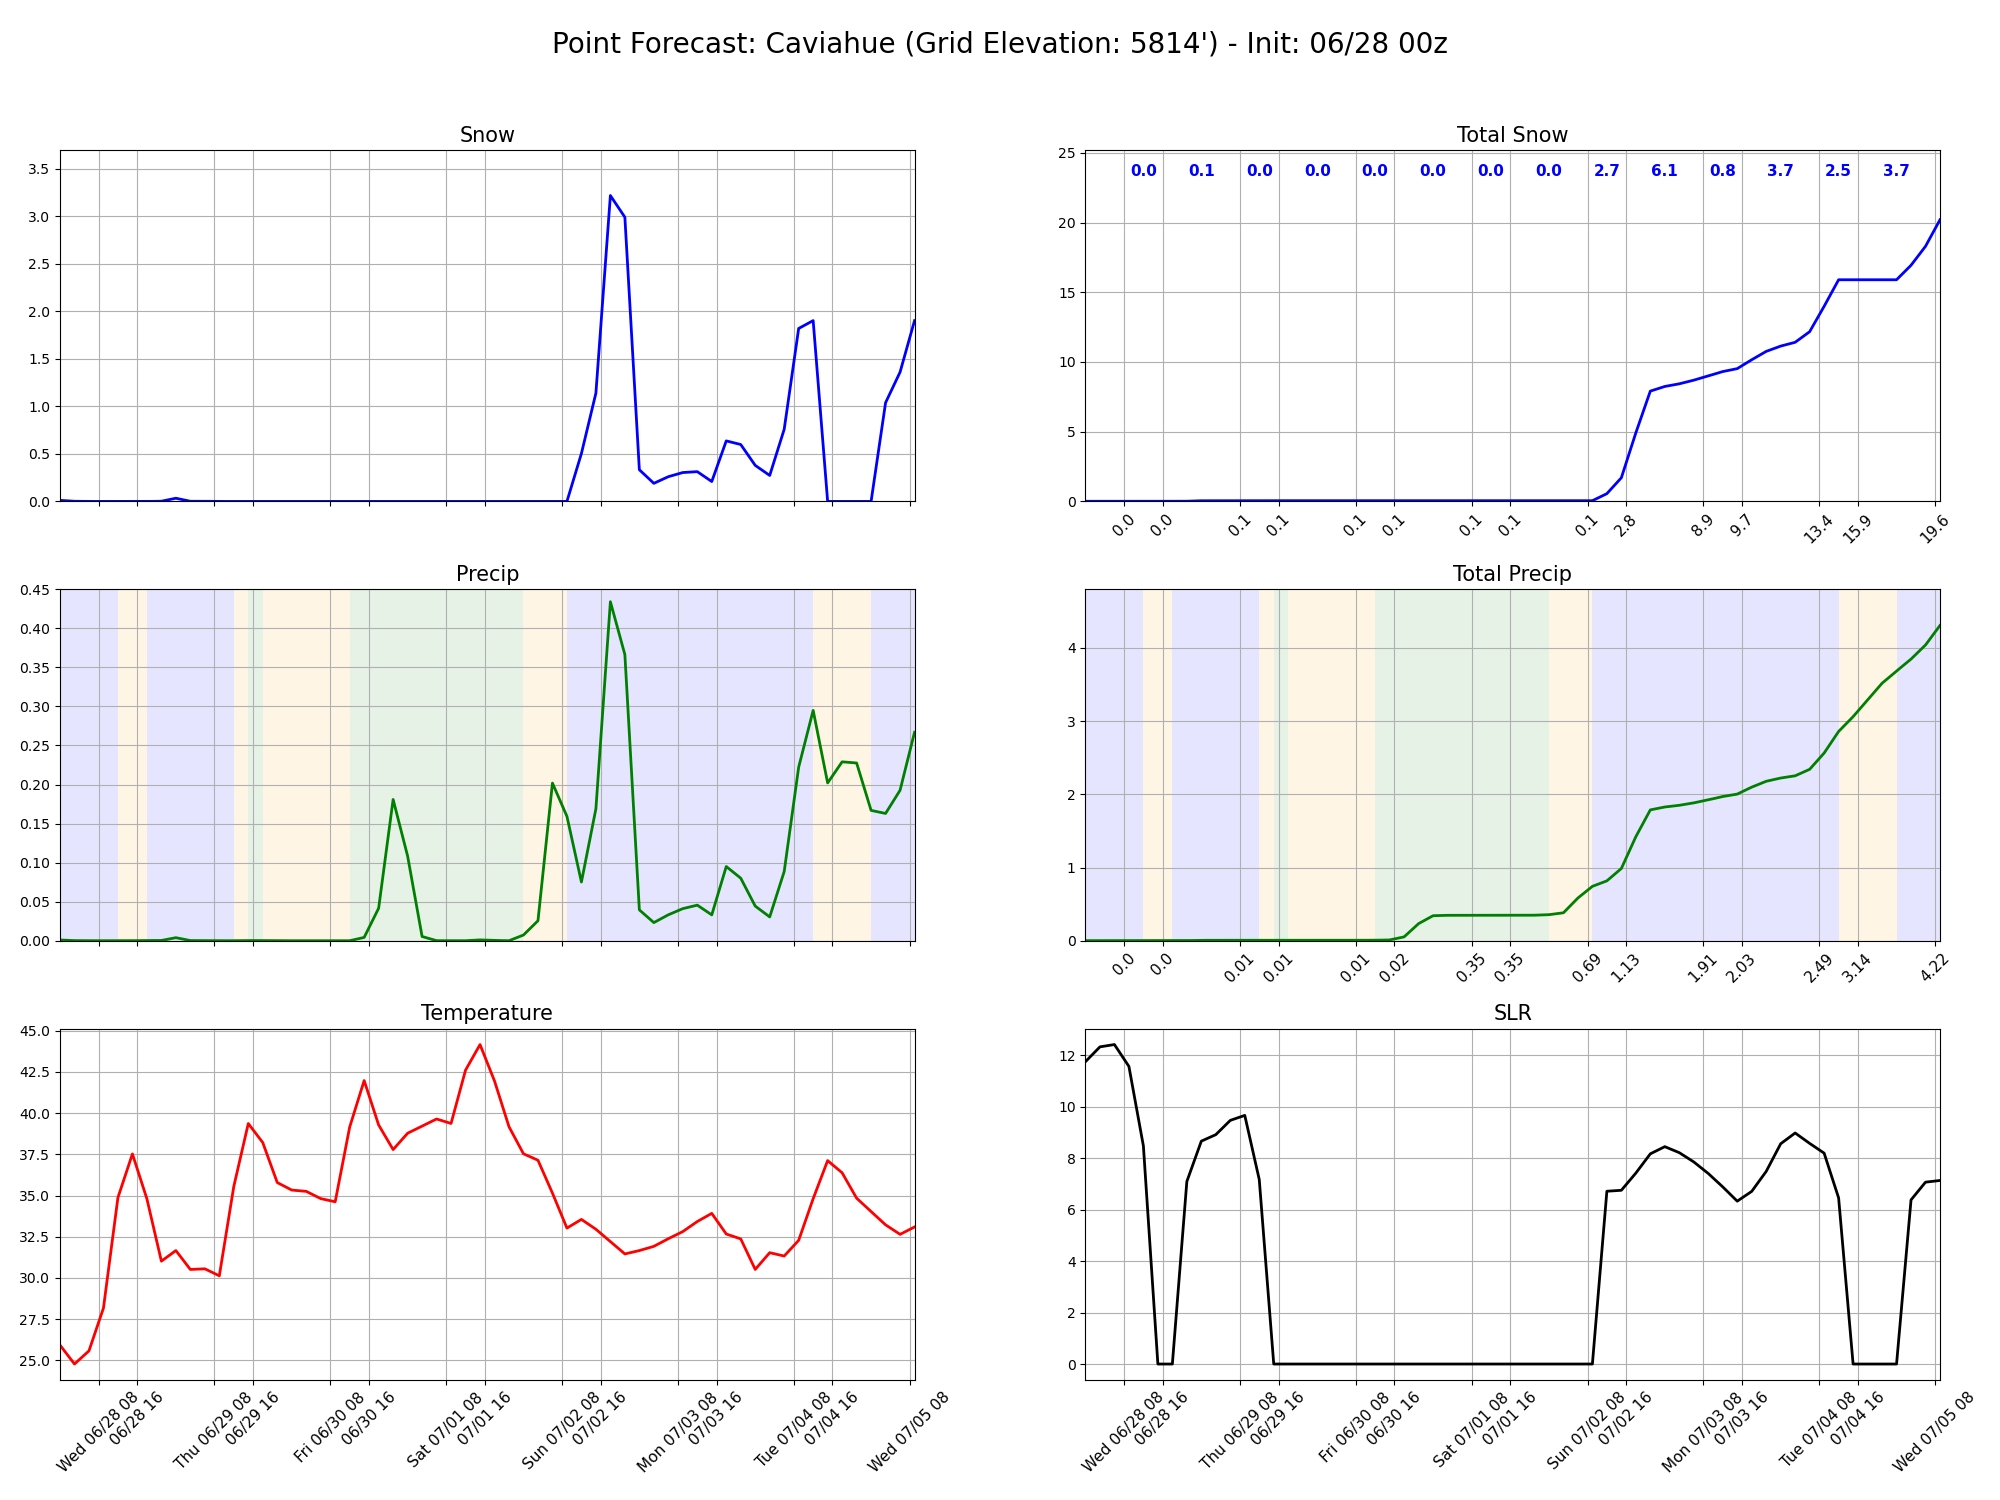 Point Forecast: Caviahue (Grid Elevation: 5814') - Init: 06/28 00z
Snow
3.5
3.0
2.5
2.0
1.5
1.0
0.5
0.0
Total Snow
25
20
15
10
5
0
0.0 0.1 0.0 0.0 0.0 0.0 0.0 0.0 2.7 6.1 0.8 3.7 2.5 3.7
0.0 0.0 0.1 0.1 0.1 0.1 0.1 0.1 0.1 2.8 8.9 9.7 13.4 15.9 19.6
Precip
0.45
0.40
0.35
0.30
0.25
0.20
0.15
0.10
0.05
0.00
Total Precip
4
3
2
1
0
0.0 0.0 0.01 0.01 0.01 0.02 0.35 0.35 0.69 1.13 1.91 2.03 2.49 3.14 4.22
Temperature
45.0
42.5
40.0
37.5
35.0
32.5
30.0
27.5
25.0
Wed 06/28 08
06/28 16
Thu 06/29 08
06/29 16
Fri 06/30 08
06/30 16
Sat 07/01 08
07/01 16
Sun 07/02 08
07/02 16
Mon 07/03 08
07/03 16
Tue 07/04 08
07/04 16
Wed 07/05 08
SLR
12
10
8
6
4
2
0
Wed 06/28 08
06/28 16
Thu 06/29 08
06/29 16
Fri 06/30 08
06/30 16
Sat 07/01 08
07/01 16
Sun 07/02 08
07/02 16
Mon 07/03 08
07/03 16
Tue 07/04 08
07/04 16
Wed 07/05 08